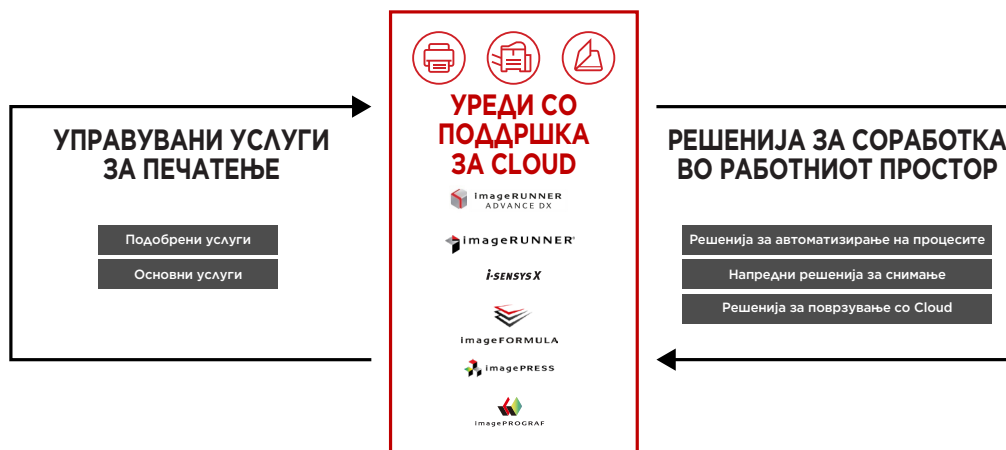 УПРАВУВАНИ УСЛУГИ
ЗА ПЕЧАТЕЊЕ
Подобрени услуги
Основни услуги
УРЕДИ СО
ПОДДРШКА
ЗА CLOUD
imageRUNNER
ADVANCE DX
imageRUNNER
i-SENSYS X
imageFORMULA
imagePRESS
imagePROGRAF
РЕШЕНИЈА ЗА СОРАБОТКА
ВО РАБОТНИОТ ПРОСТОР
Решенија за автоматизирање на процесите
Напредни решенија за снимање
Решенија за поврзување со Cloud